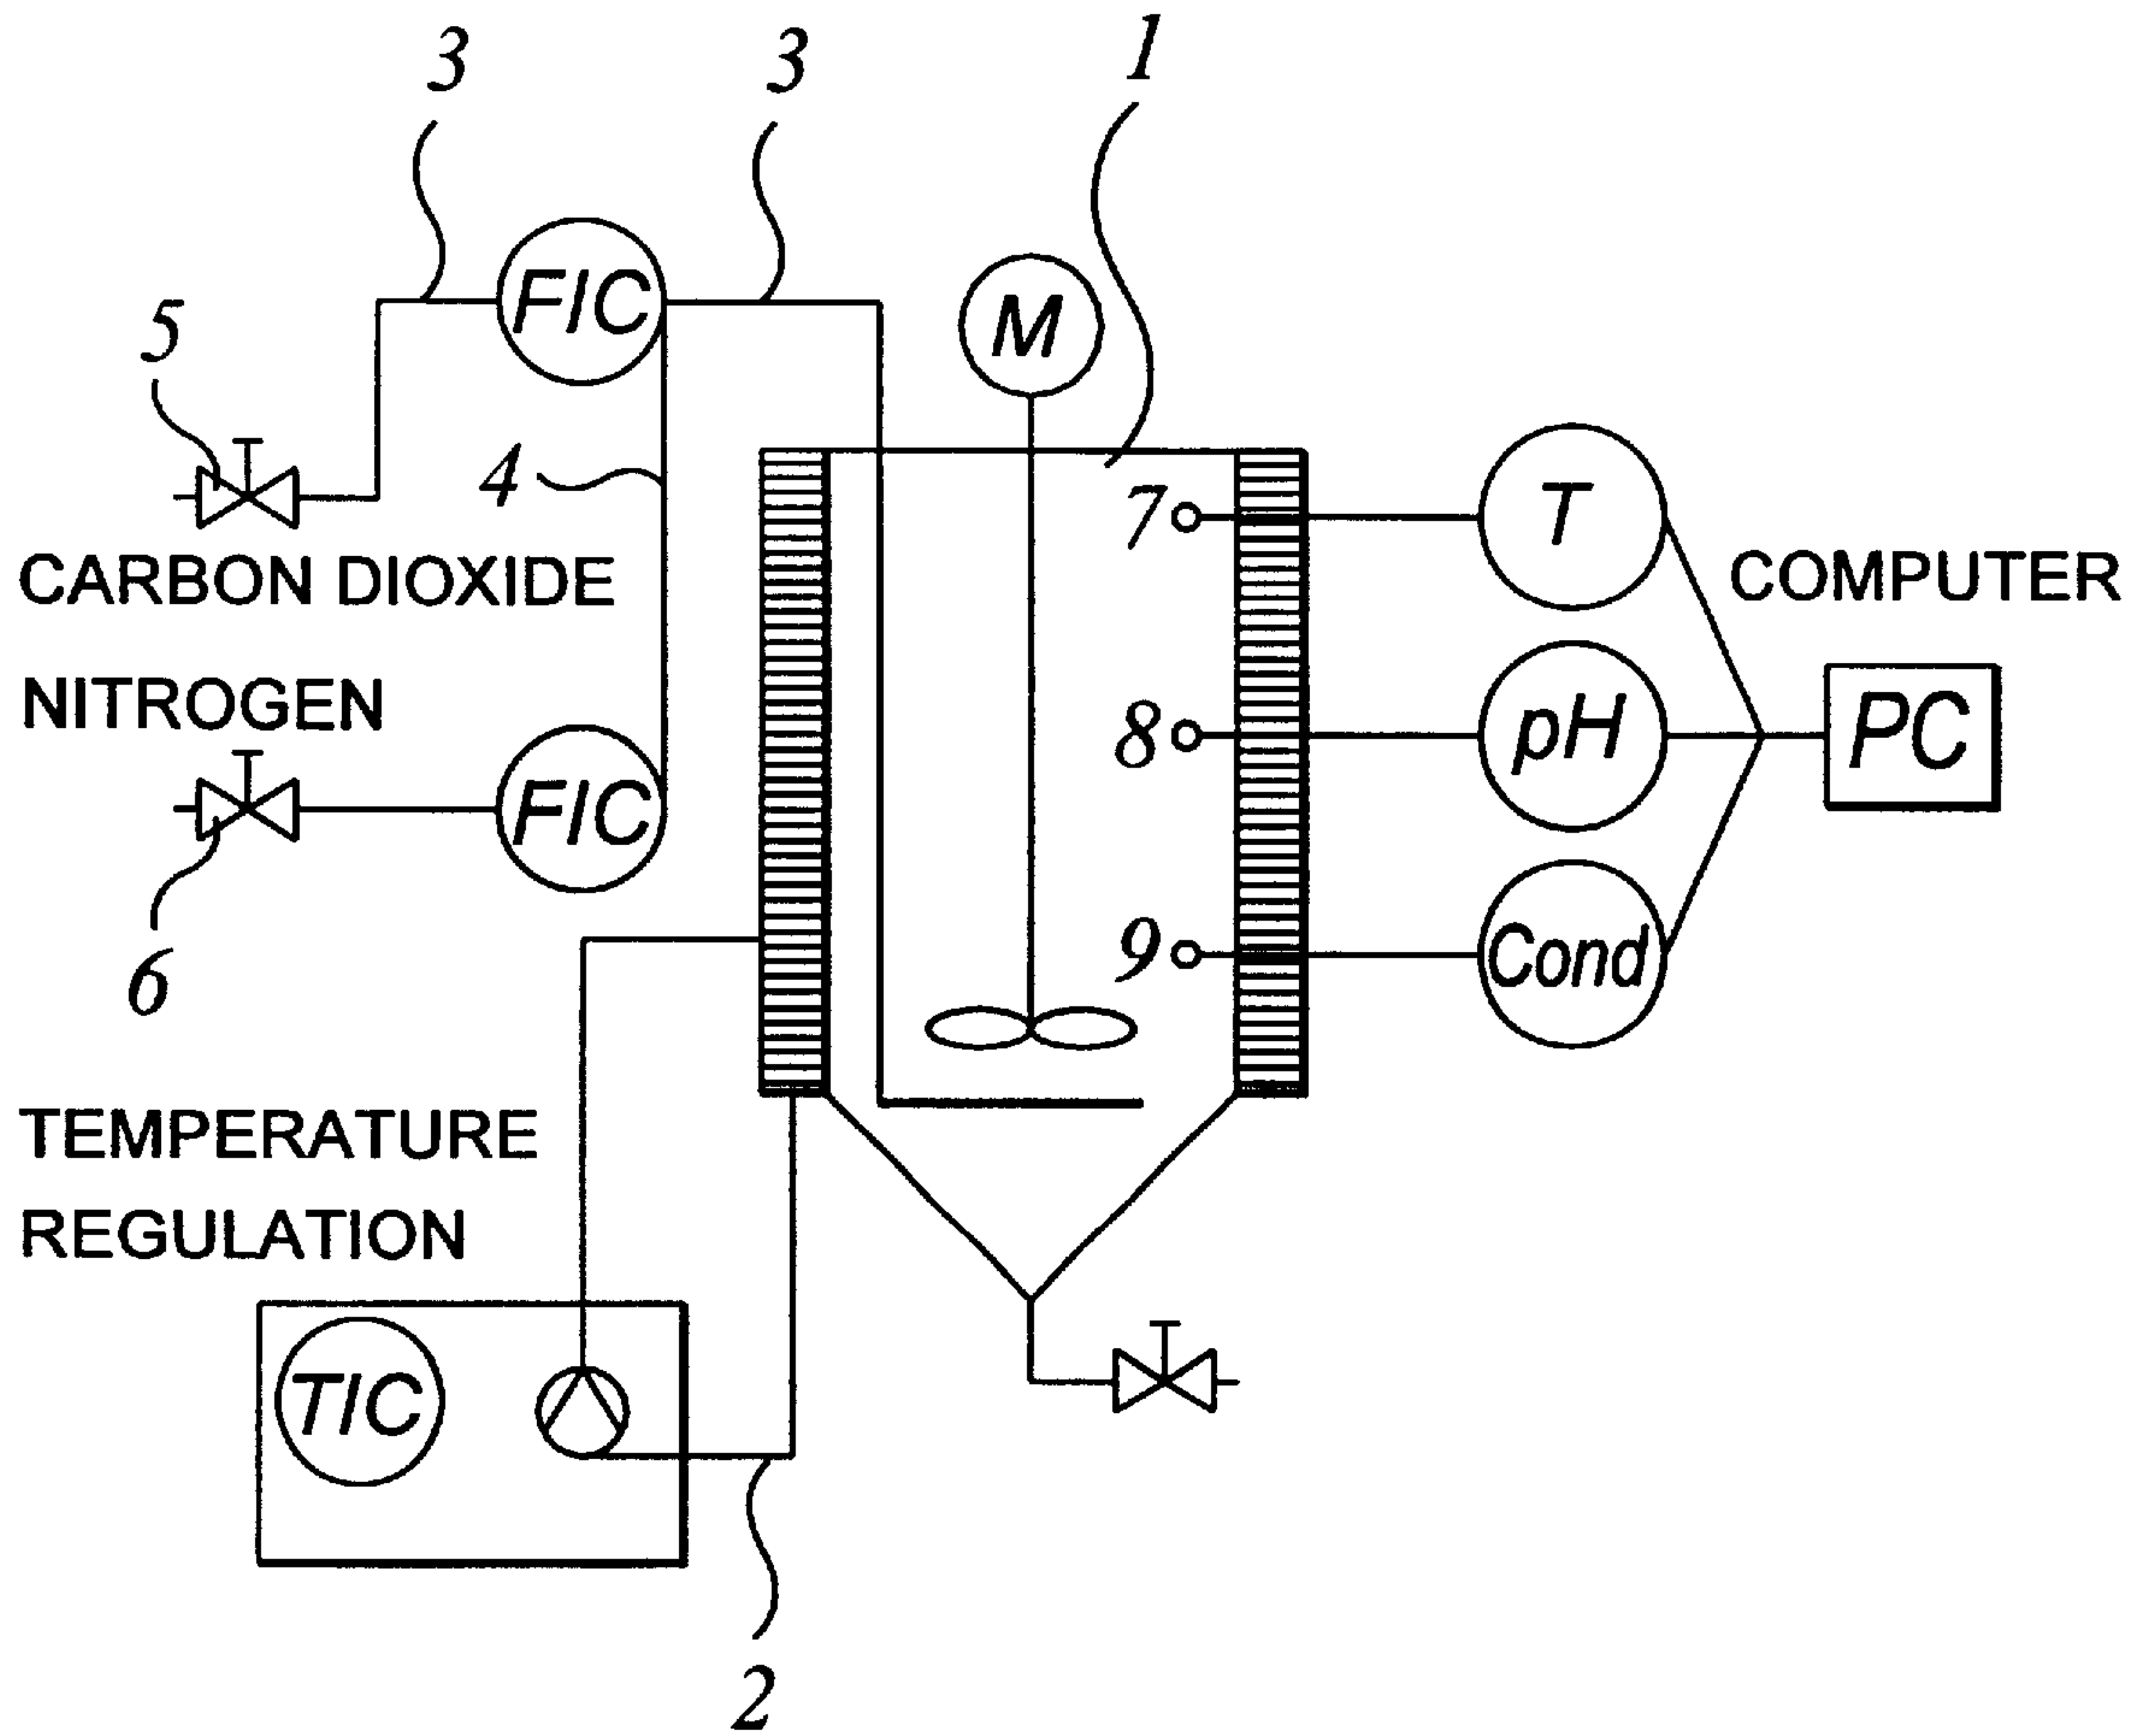 3
3
1
FIC
M
5
4
7
T
CARBON DIOXIDE
COMPUTER
NITROGEN
8
pH
PC
FIC
6
9
Cond
TEMPERATURE
REGULATION
TIC
2